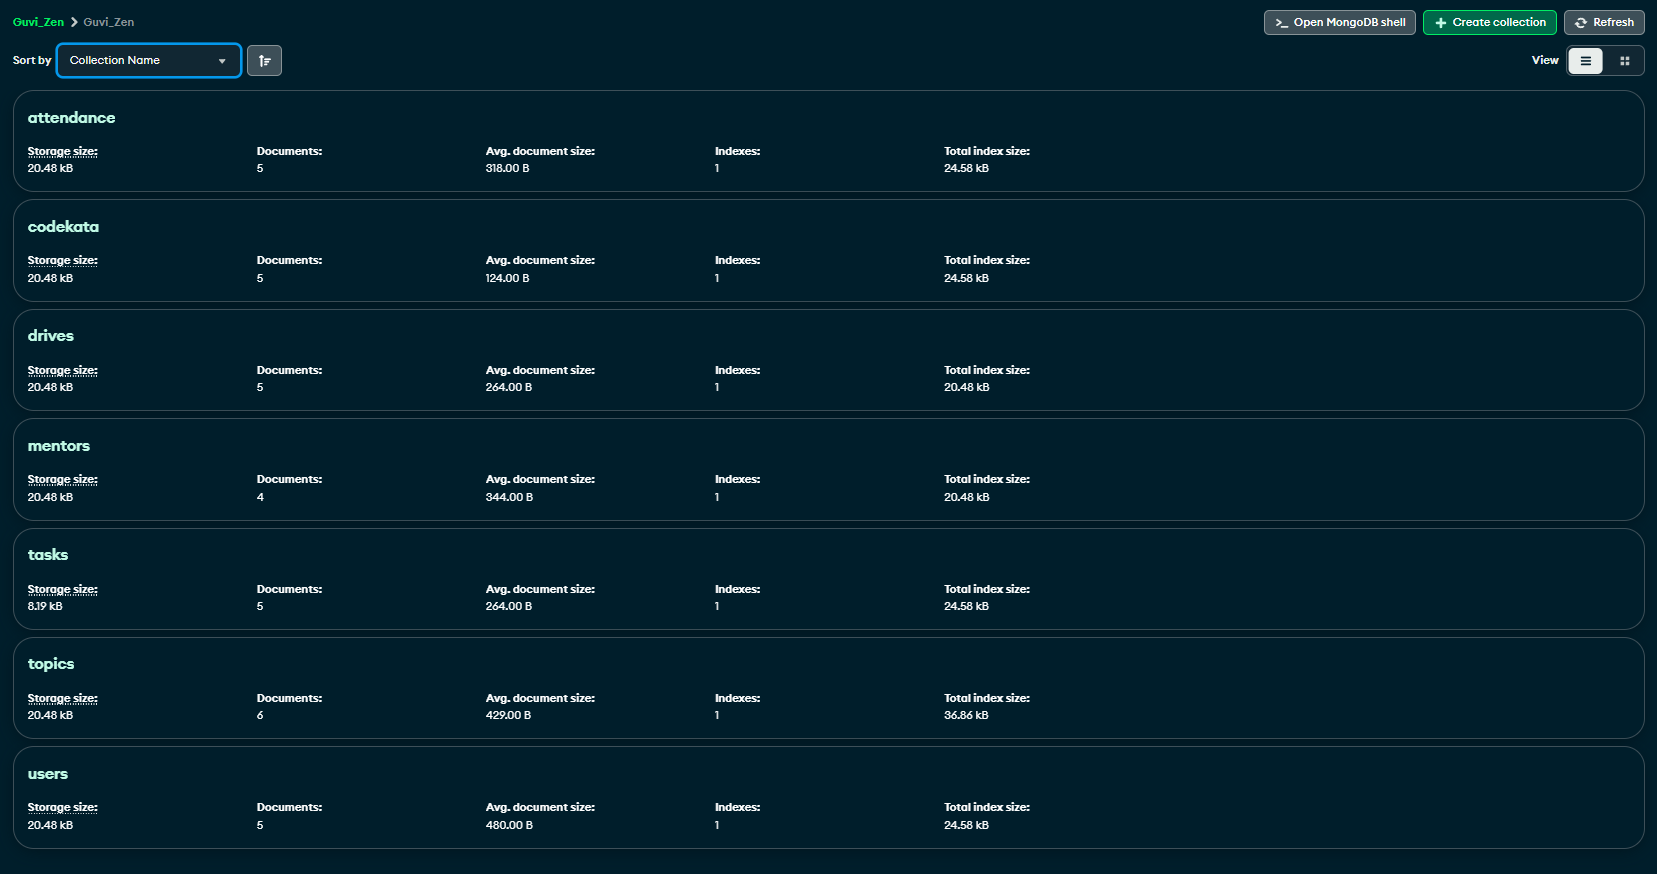 Guvi_Zen > Guvi_Zen
>_ Open MongoDB shell
+ Create collection
Refresh
Sort by
Collection Name
View
attendance
Storage size: Documents: Avg. document size: Indexes: Total index size:
20.48 kB 5 318.00 B 1 24.58 kB
codekata
Storage size: Documents: Avg. document size: Indexes: Total index size:
20.48 kB 5 124.00 B 1 24.58 kB
drives
Storage size: Documents: Avg. document size: Indexes: Total index size:
20.48 kB 5 264.00 B 1 20.48 kB
mentors
Storage size: Documents: Avg. document size: Indexes: Total index size:
20.48 kB 4 344.00 B 1 20.48 kB
tasks
Storage size: Documents: Avg. document size: Indexes: Total index size:
8.19 kB 5 264.00 B 1 24.58 kB
topics
Storage size: Documents: Avg. document size: Indexes: Total index size:
20.48 kB 6 429.00 B 1 36.86 kB
users
Storage size: Documents: Avg. document size: Indexes: Total index size:
20.48 kB 5 480.00 B 1 24.58 kB